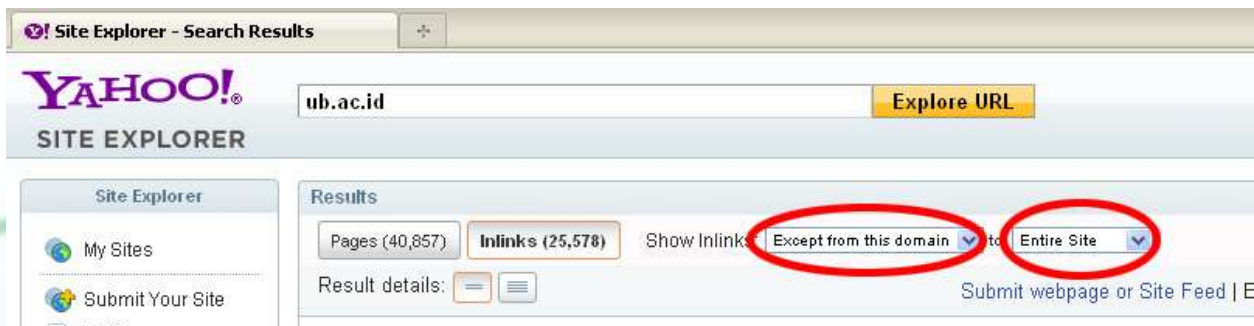 Y! Site Explorer - Search Results
YAHOO!®
SITE EXPLORER
ub.ac.id
Explore URL
Site Explorer
My Sites
Submit Your Site
Results
Pages (40,857) Inlinks (25,578) Show Inlinks: Except from this domain to Entire Site
Result details:
Submit webpage or Site Feed | E